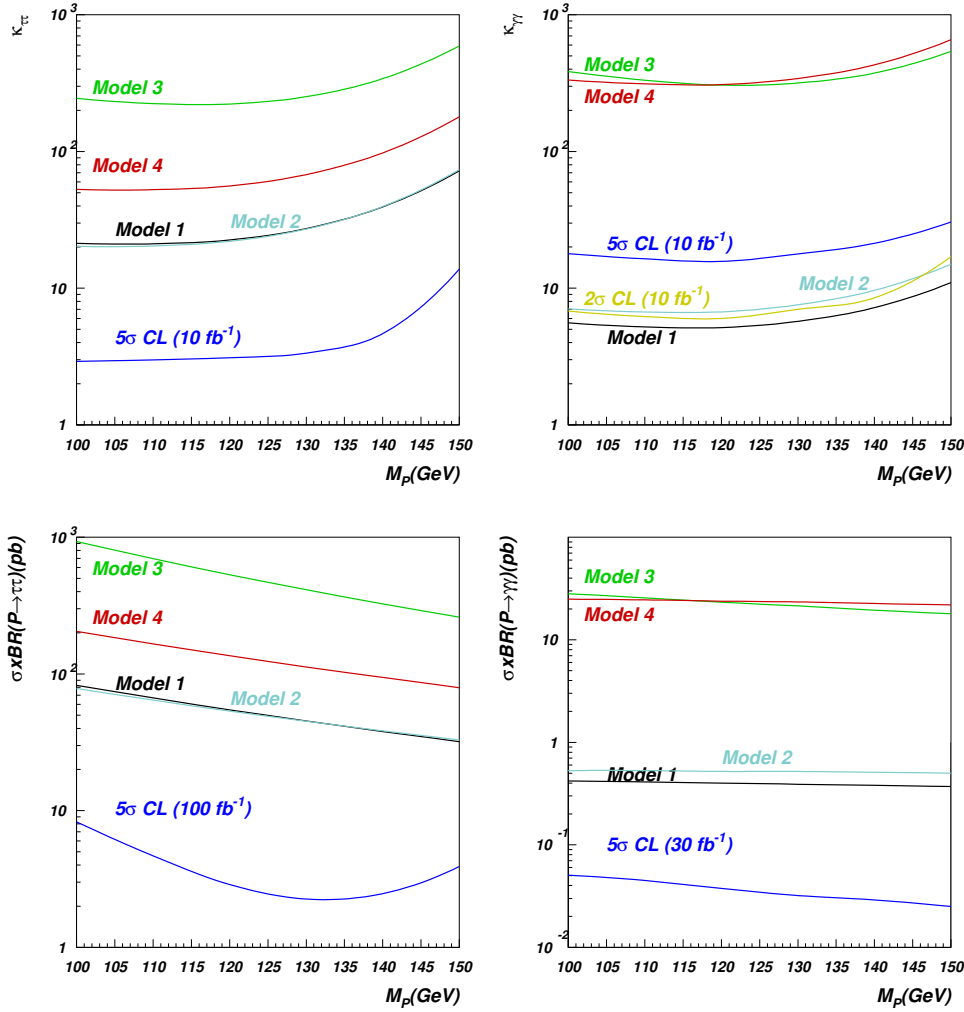 κττ
10³
Model 3
10²
Model 4
Model 1
Model 2
10
5σ CL (10 fb⁻¹)
1
100 105 110 115 120 125 130 135 140 145 150
M_P(GeV)
κγγ
10³
Model 3
Model 4
10²
5σ CL (10 fb⁻¹)
Model 2
10
2σ CL (10 fb⁻¹)
Model 1
1
100 105 110 115 120 125 130 135 140 145 150
M_P(GeV)
σxBR(P→ττ)(pb)
10³
Model 3
Model 4
10²
Model 1
Model 2
10
5σ CL (100 fb⁻¹)
1
100 105 110 115 120 125 130 135 140 145 150
M_P(GeV)
σxBR(P→γγ)(pb)
Model 3
Model 4
10
1
Model 2
Model 1
10⁻¹
5σ CL (30 fb⁻¹)
10⁻²
100 105 110 115 120 125 130 135 140 145 150
M_P(GeV)